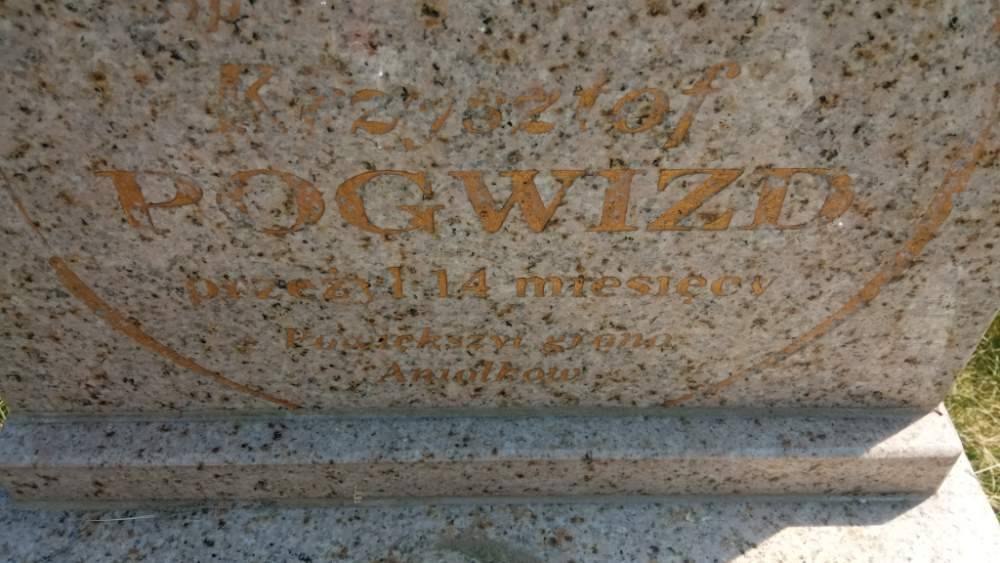 Krzysztof
POGWIZD
przeżył 14 miesięcy
Powiększył grono
Aniołków